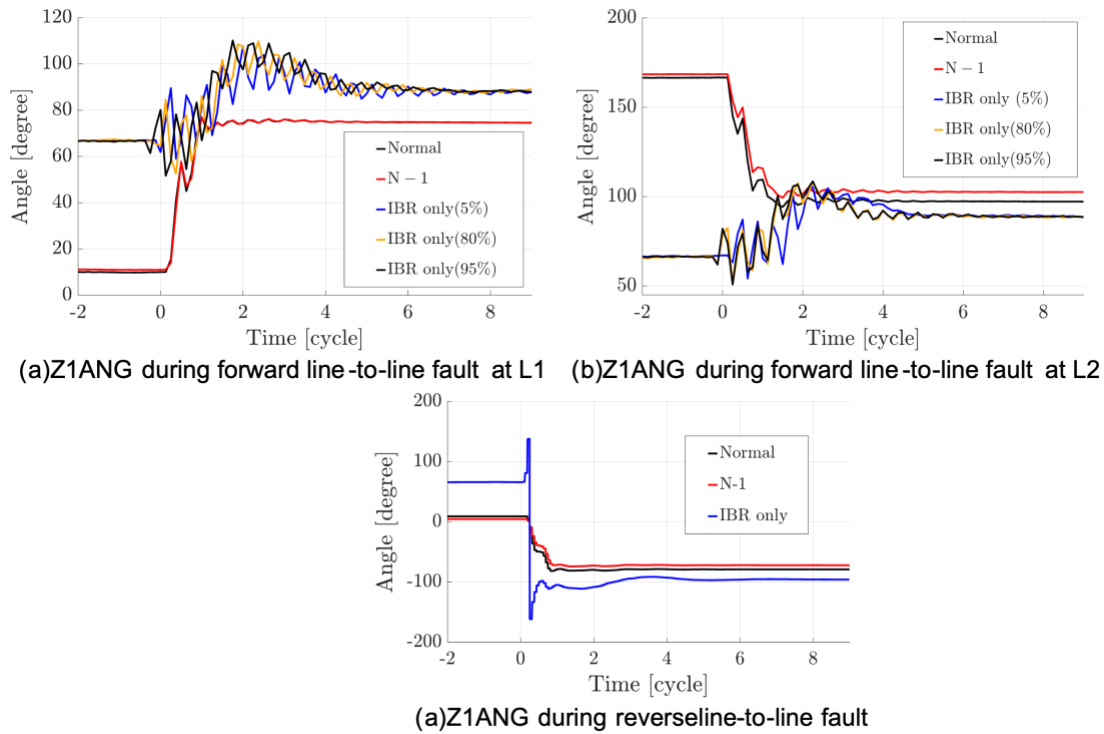 120
100
80
60
40
20
0
-2
0
2
4
6
8
Angle [degree]
Time [cycle]
Normal
N − 1
IBR only(5%)
IBR only(80%)
IBR only(95%)
(a)Z1ANG during forward line-to-line fault at L1
200
150
100
50
-2
0
2
4
6
8
Angle [degree]
Time [cycle]
Normal
N − 1
IBR only (5%)
IBR only(80%)
IBR only(95%)
(b)Z1ANG during forward line-to-line fault at L2
200
100
0
-100
-200
-2
0
2
4
6
8
Angle [degree]
Time [cycle]
Normal
N-1
IBR only
(a)Z1ANG during reverseline-to-line fault